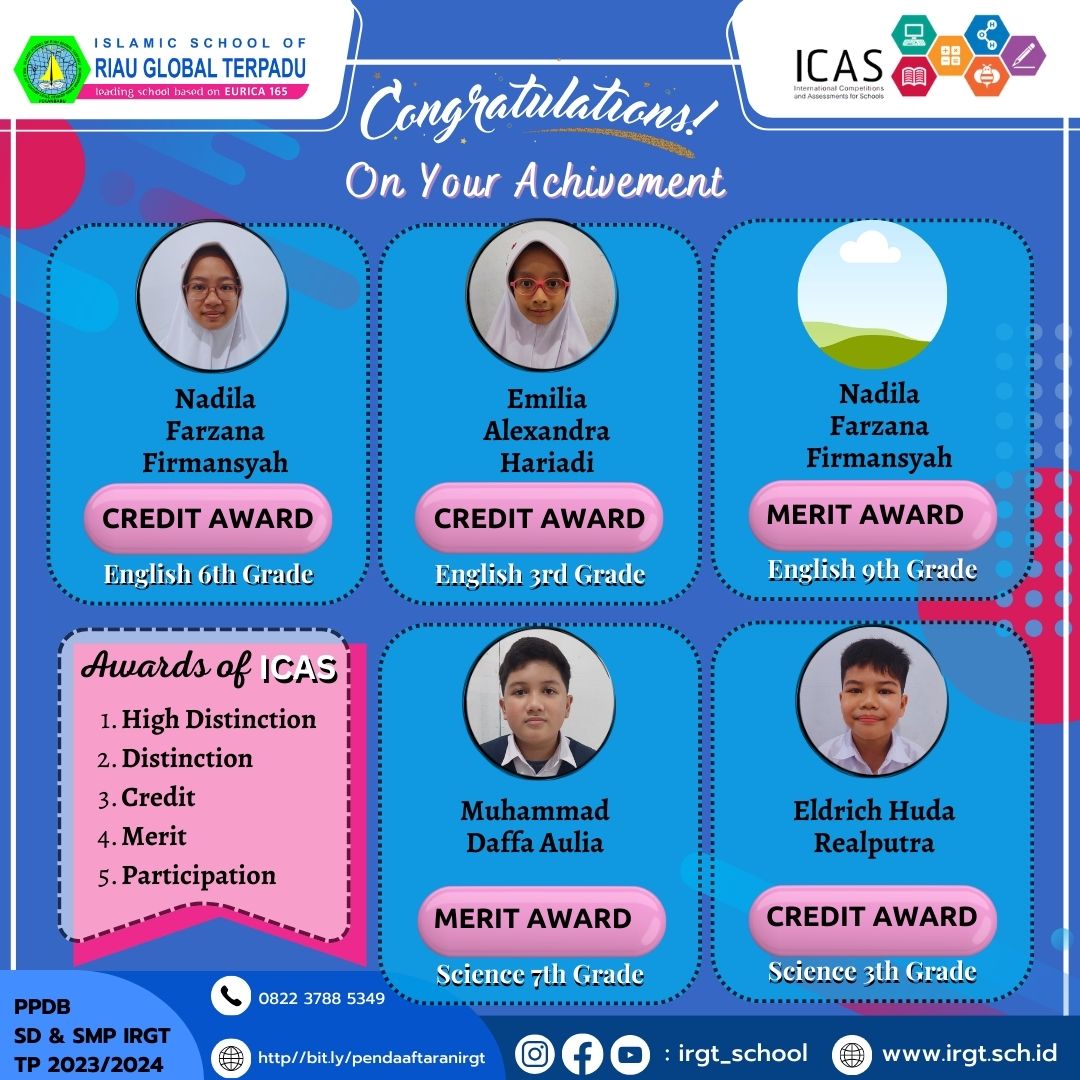 ISLAMIC SCHOOL OF
RIAU GLOBAL TERPADU
leading school based on EURICA 165
PEKANBARU
ICAS
International Competitions
and Assessments for Schools
Congratulations!
On Your Achivement
Nadila
Farzana
Firmansyah
CREDIT AWARD
English 6th Grade
Emilia
Alexandra
Hariadi
CREDIT AWARD
English 3rd Grade
Nadila
Farzana
Firmansyah
MERIT AWARD
English 9th Grade
Awards of ICAS
1. High Distinction
2. Distinction
3. Credit
4. Merit
5. Participation
Muhammad
Daffa Aulia
MERIT AWARD
Science 7th Grade
Eldrich Huda
Realputra
CREDIT AWARD
Science 3th Grade
PPDB
SD & SMP IRGT
TP 2023/2024
0822 3788 5349
http//bit.ly/pendaaftaranirgt
: irgt_school
www.irgt.sch.id